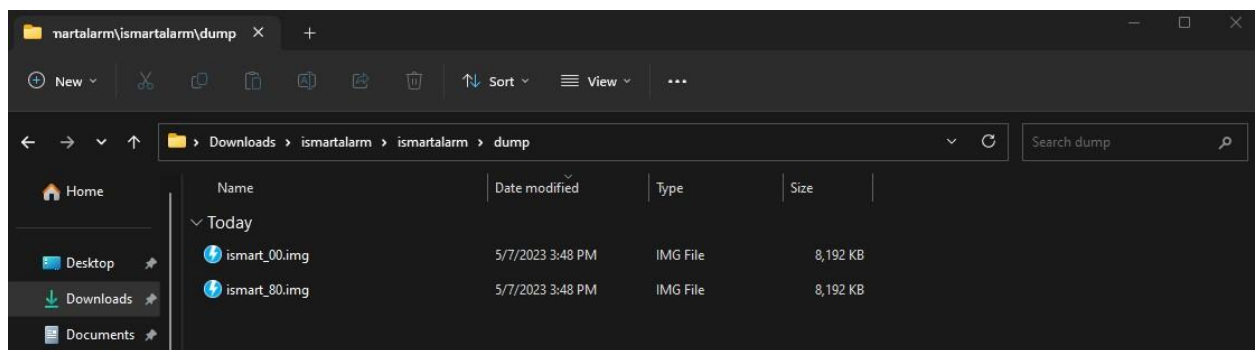 nartalarm\ismartalarm\dump
New
Sort
View
Downloads > ismartalarm > ismartalarm > dump
Search dump
Home
Name Date modified Type Size
Today
Desktop
ismart_00.img 5/7/2023 3:48 PM IMG File 8,192 KB
Downloads
ismart_80.img 5/7/2023 3:48 PM IMG File 8,192 KB
Documents